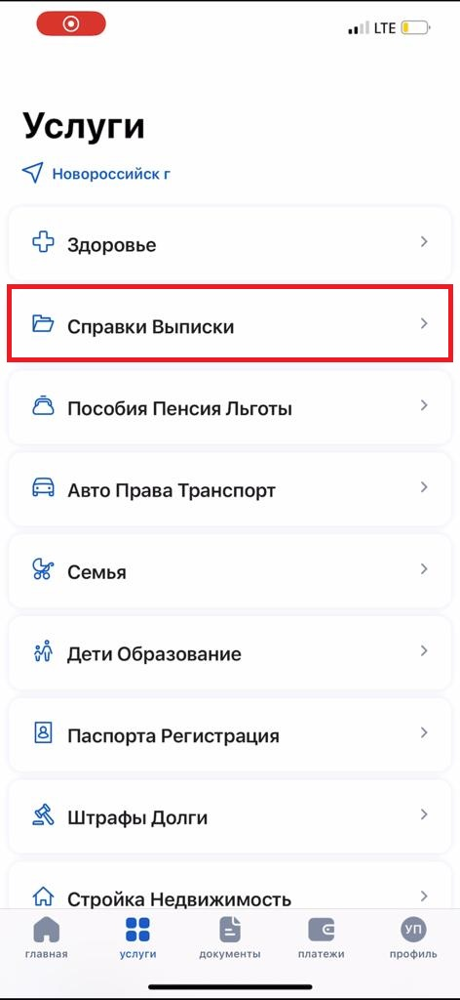 LTE
Услуги
Новороссийск г
Здоровье
Справки Выписки
Пособия Пенсия Льготы
Авто Права Транспорт
Семья
Дети Образование
Паспорта Регистрация
Штрафы Долги
Стройка Недвижимость
главная услуги документы платежи УП профиль